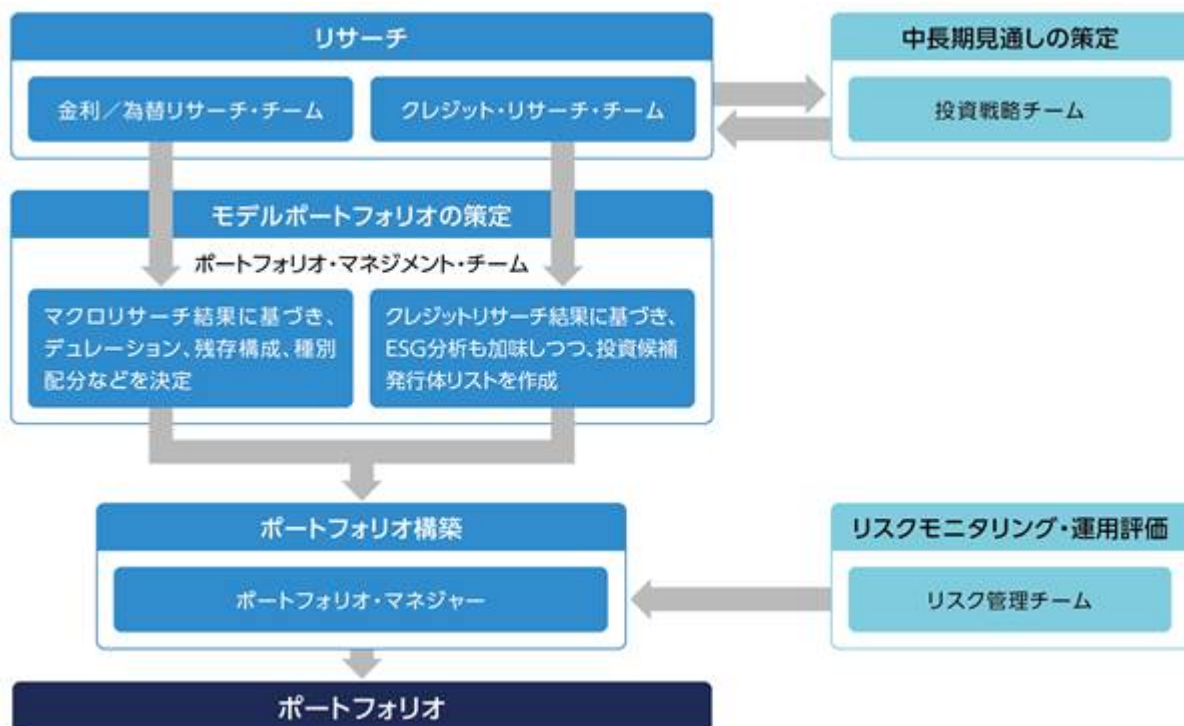 リサーチ
金利／為替リサーチ・チーム
クレジット・リサーチ・チーム
中長期見通しの策定
投資戦略チーム
モデルポートフォリオの策定
ポートフォリオ・マネジメント・チーム
マクロリサーチ結果に基づき、
デュレーション、残存構成、種別
配分などを決定
クレジットリサーチ結果に基づき、
ESG分析も加味しつつ、投資候補
発行体リストを作成
ポートフォリオ構築
ポートフォリオ・マネジャー
リスクモニタリング・運用評価
リスク管理チーム
ポートフォリオ